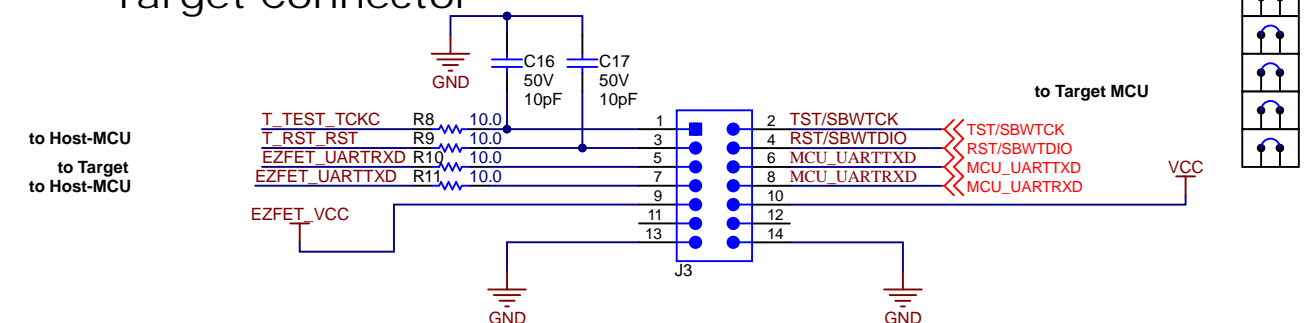 Target connector
C16
50V
10pF
C17
50V
10pF
GND
to Target MCU
to Host-MCU
to Target
to Host-MCU
T_TEST_TCKC R8 10.0 1 2 TST/SBWTCK TST/SBWTCK
T_RST_RST R9 10.0 3 4 RST/SBWTDIO RST/SBWTDIO
EZFET_UARTRXD R10 10.0 5 6 MCU_UARTTXD MCU_UARTTXD
EZFET_UARTTXD R11 10.0 7 8 MCU_UARTRXD MCU_UARTRXD
VCC
9 10
EZFET_VCC
11 12
13 14
J3
GND
GND